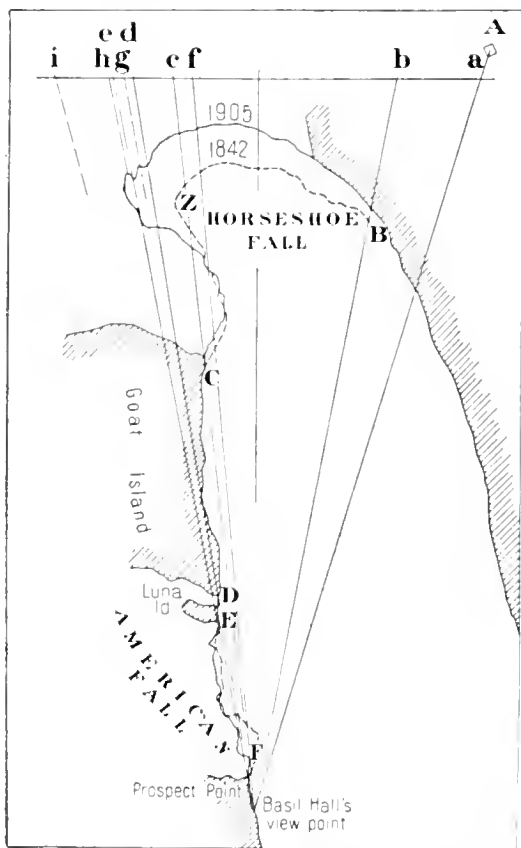 A
e d
i h g c f b a
1905
1842
Z
HORSESHOE
FALL
B
C
Goat
Island
Luna
Id
D
E
AMERICAN
FALL
F
Prospect Point
Basil Hall's
view point